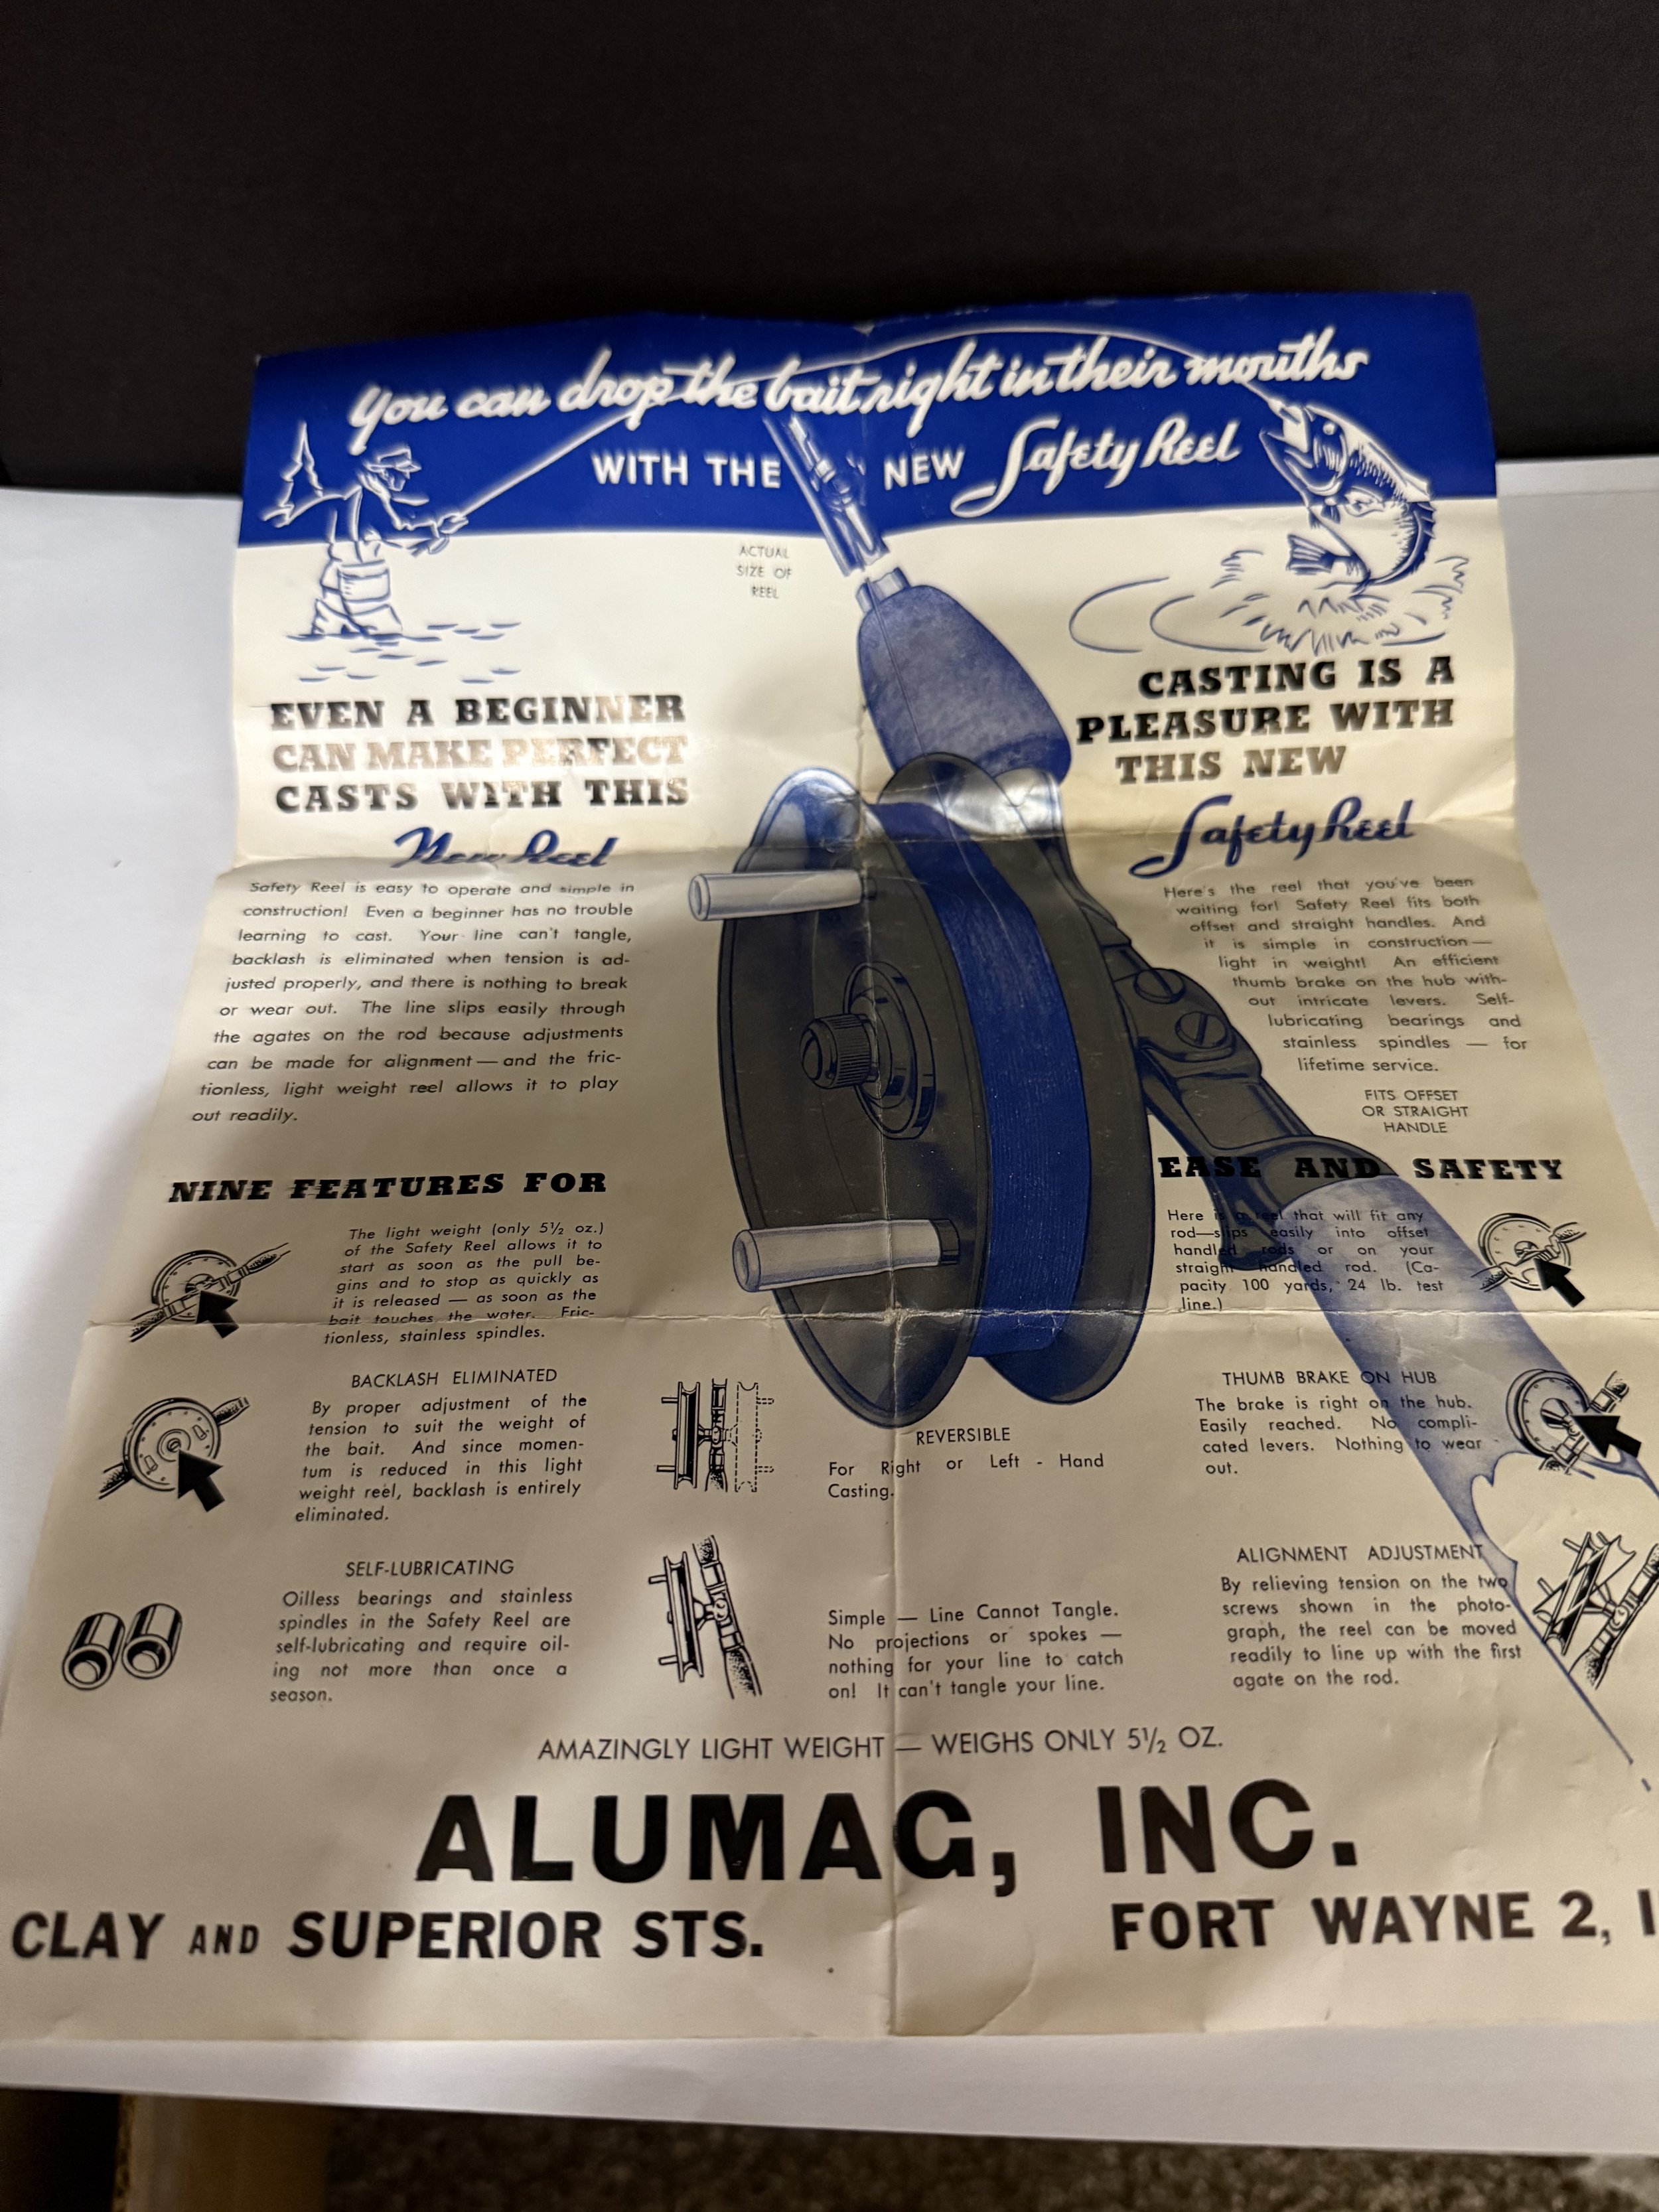 You can drop the bait right in their mouths
WITH THE NEW Safety Reel
ACTUAL
SIZE OF
REEL
EVEN A BEGINNER
CAN MAKE PERFECT
CASTS WITH THIS
New Reel
Safety Reel is easy to operate and simple in
construction! Even a beginner has no trouble
learning to cast. Your line can't tangle,
backlash is eliminated when tension is ad-
justed properly, and there is nothing to break
or wear out. The line slips easily through
the agates on the rod because adjustments
can be made for alignment — and the fric-
tionless, light weight reel allows it to play
out readily.
CASTING IS A
PLEASURE WITH
THIS NEW
Safety Reel
Here's the reel that you've been
waiting for! Safety Reel fits both
offset and straight handles. And
it is simple in construction —
light in weight! An efficient
thumb brake on the hub with-
out intricate levers. Self-
lubricating bearings and
stainless spindles — for
lifetime service.
FITS OFFSET
OR STRAIGHT
HANDLE
NINE FEATURES FOR EASE AND SAFETY
The light weight (only 5½ oz.)
of the Safety Reel allows it to
start as soon as the pull be-
gins and to stop as quickly as
it is released — as soon as the
bait touches the water. Fric-
tionless, stainless spindles.
Here is a reel that will fit any
rod—slips easily into offset
handled rods or on your
straight handled rod. (Ca-
pacity 100 yards, 24 lb. test
line.)
BACKLASH ELIMINATED
By proper adjustment of the
tension to suit the weight of
the bait. And since momen-
tum is reduced in this light
weight reel, backlash is entirely
eliminated.
REVERSIBLE
For Right or Left - Hand
Casting.
THUMB BRAKE ON HUB
The brake is right on the hub.
Easily reached. No compli-
cated levers. Nothing to wear
out.
SELF-LUBRICATING
Oilless bearings and stainless
spindles in the Safety Reel are
self-lubricating and require oil-
ing not more than once a
season.
Simple — Line Cannot Tangle.
No projections or spokes —
nothing for your line to catch
on! It can't tangle your line.
ALIGNMENT ADJUSTMENT
By relieving tension on the two
screws shown in the photo-
graph, the reel can be moved
readily to line up with the first
agate on the rod.
AMAZINGLY LIGHT WEIGHT — WEIGHS ONLY 5½ OZ.
ALUMAG, INC.
CLAY AND SUPERIOR STS. FORT WAYNE 2,